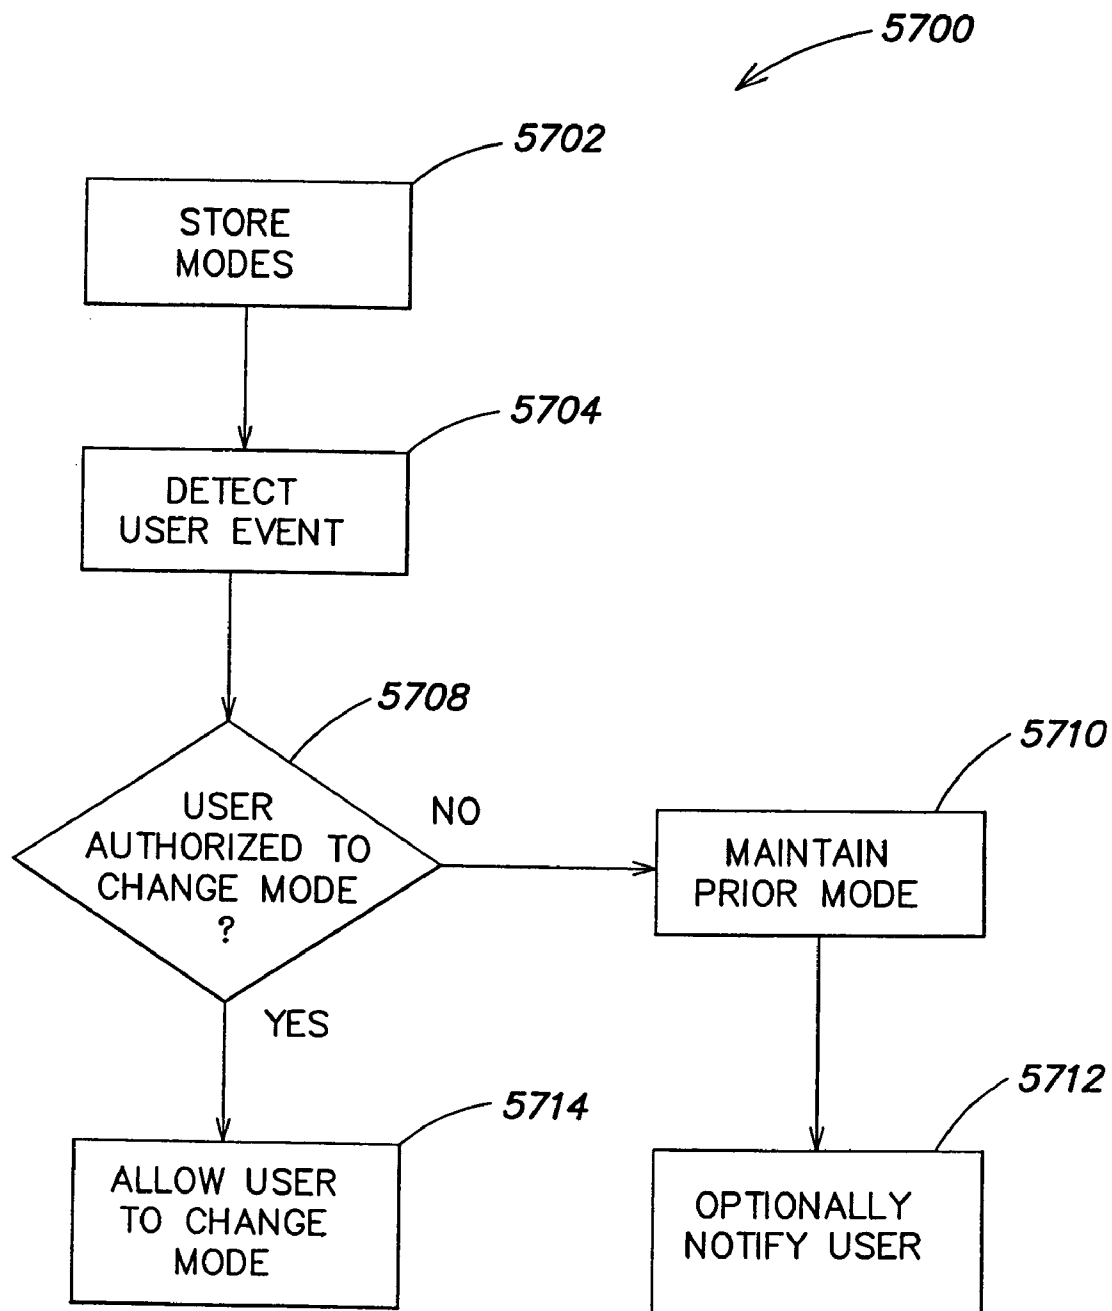 5700
5702
STORE
MODES
5704
DETECT
USER EVENT
5708
USER
AUTHORIZED TO
CHANGE MODE
?
NO
5710
MAINTAIN
PRIOR MODE
YES
5714
ALLOW USER
TO CHANGE
MODE
5712
OPTIONALLY
NOTIFY USER